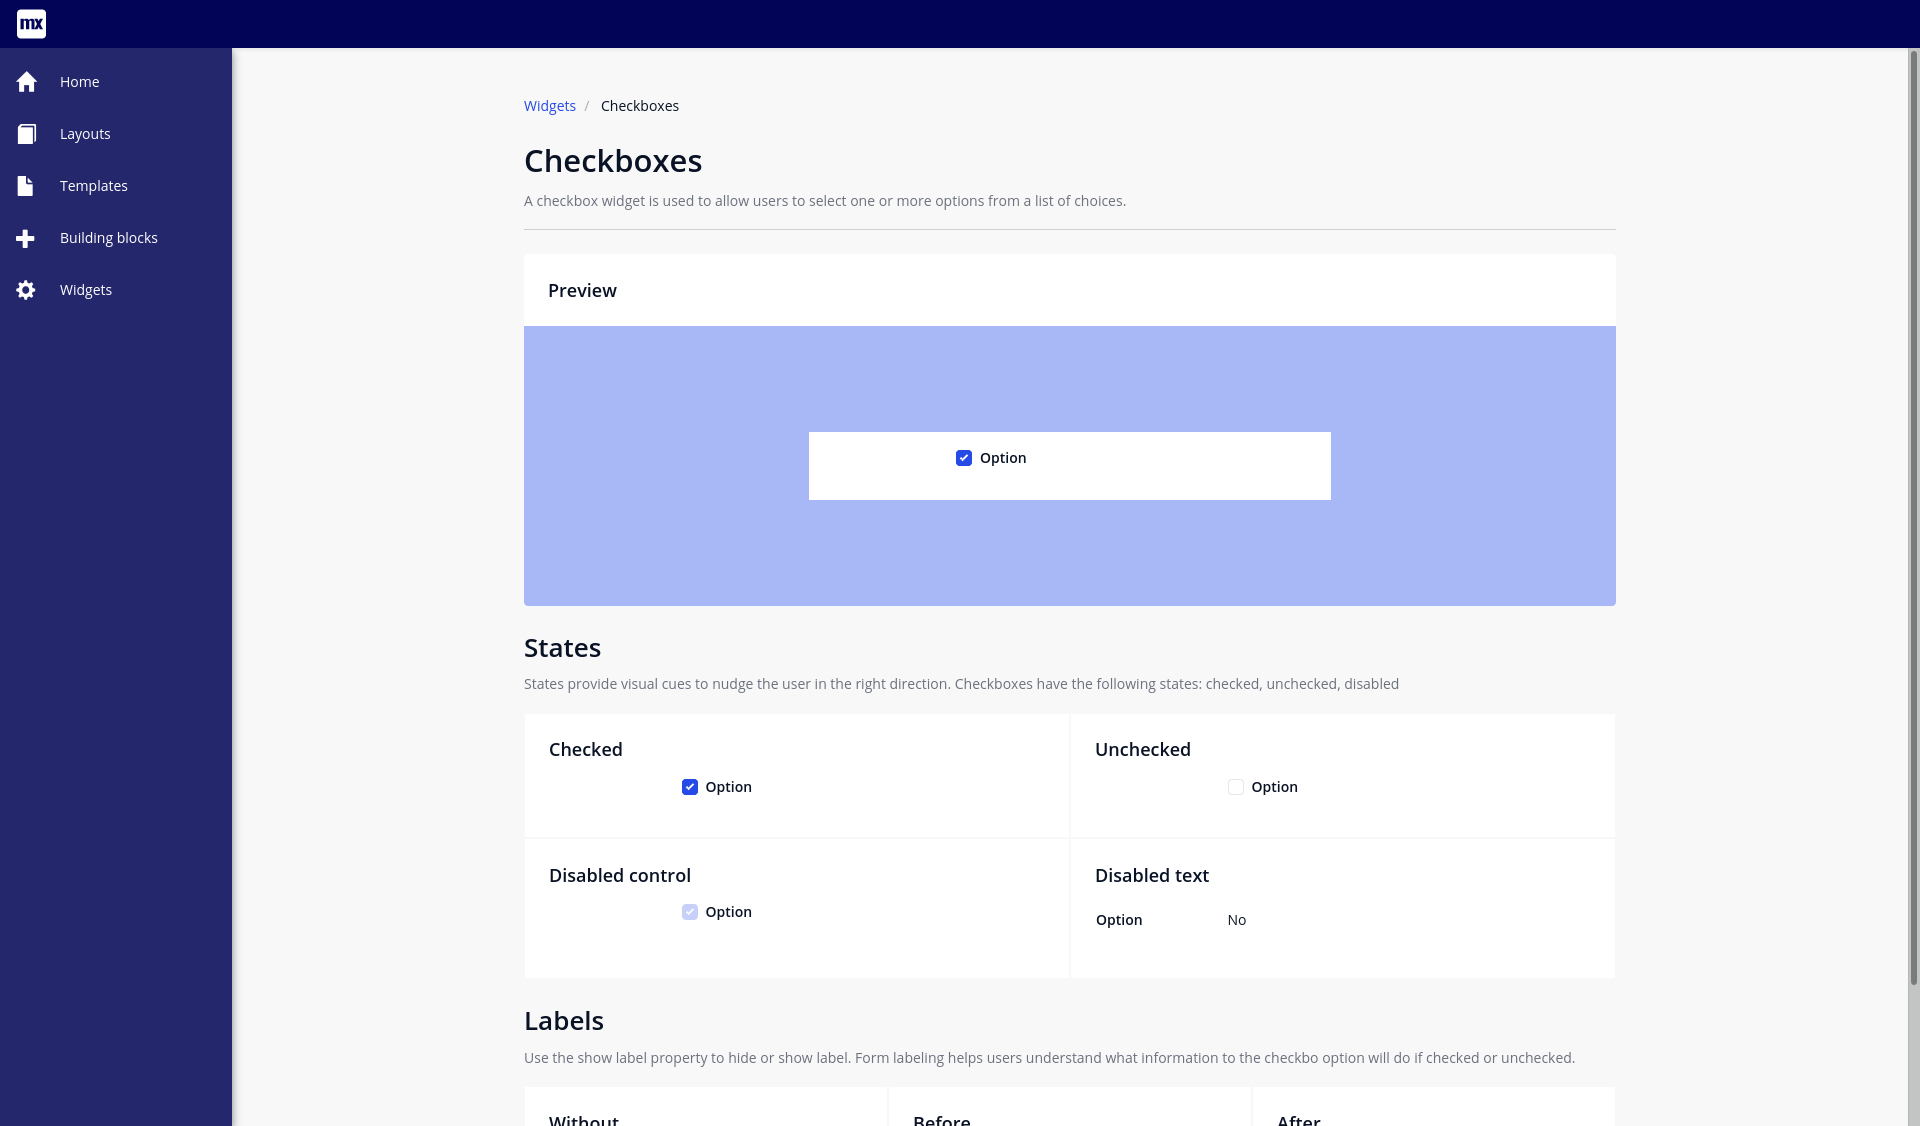 mx
Home
Layouts
Templates
Building blocks
Widgets
Widgets / Checkboxes
Checkboxes
A checkbox widget is used to allow users to select one or more options from a list of choices.
Preview
Option
States
States provide visual cues to nudge the user in the right direction. Checkboxes have the following states: checked, unchecked, disabled
Checked
Option
Unchecked
Option
Disabled control
Option
Disabled text
Option No
Labels
Use the show label property to hide or show label. Form labeling helps users understand what information to the checkbo option will do if checked or unchecked.
Without
Before
After